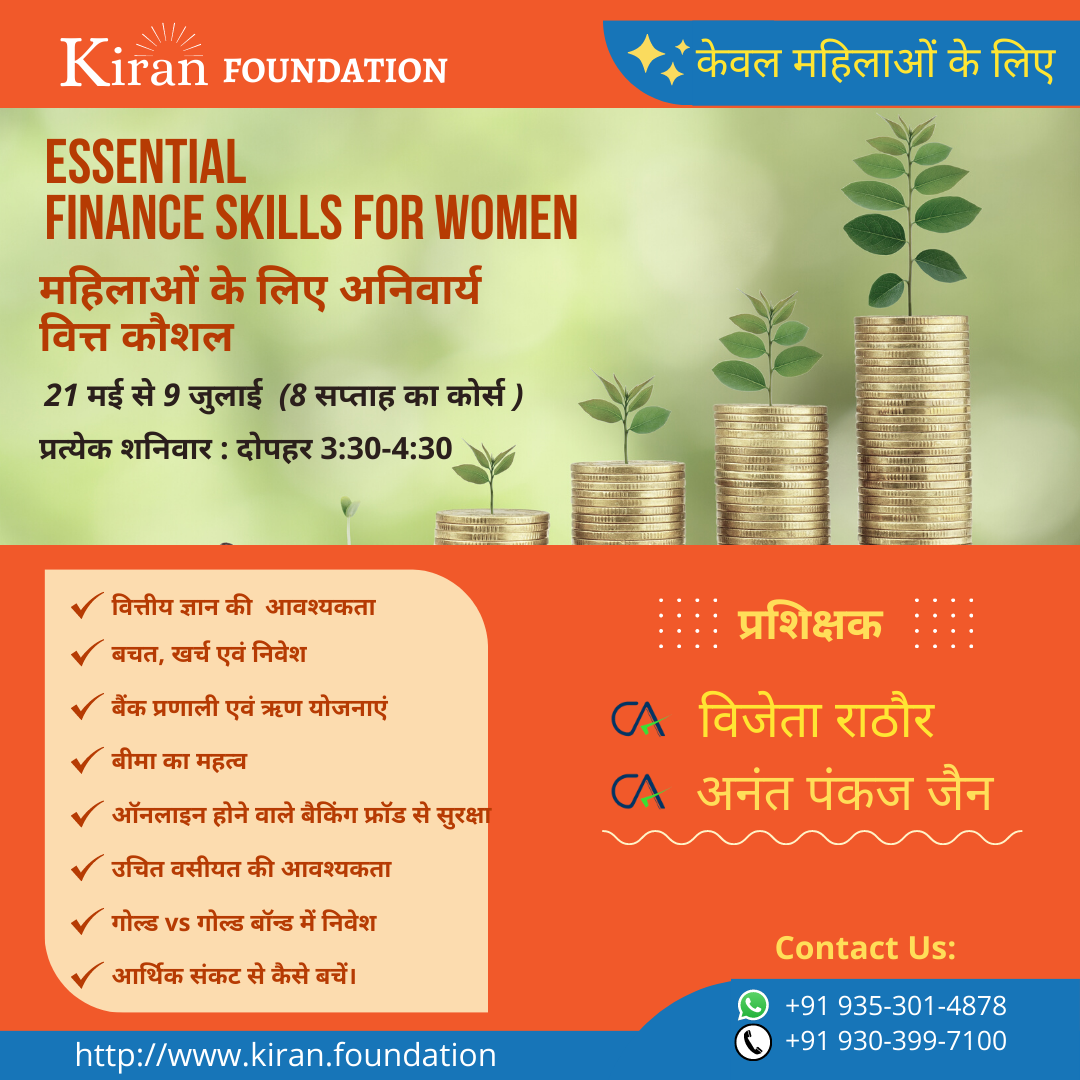 Kiran FOUNDATION
केवल महिलाओं के लिए
ESSENTIAL
FINANCE SKILLS FOR WOMEN
महिलाओं के लिए अनिवार्य
वित्त कौशल
21 मई से 9 जुलाई (8 सप्ताह का कोर्स )
प्रत्येक शनिवार : दोपहर 3:30-4:30
वित्तीय ज्ञान की आवश्यकता
बचत, खर्च एवं निवेश
बैंक प्रणाली एवं ऋण योजनाएं
बीमा का महत्व
ऑनलाइन होने वाले बैकिंग फ्रॉड से सुरक्षा
उचित वसीयत की आवश्यकता
गोल्ड vs गोल्ड बॉन्ड में निवेश
आर्थिक संकट से कैसे बचें।
प्रशिक्षक
CA विजेता राठौर
CA अनंत पंकज जैन
Contact Us:
+91 935-301-4878
+91 930-399-7100
http://www.kiran.foundation